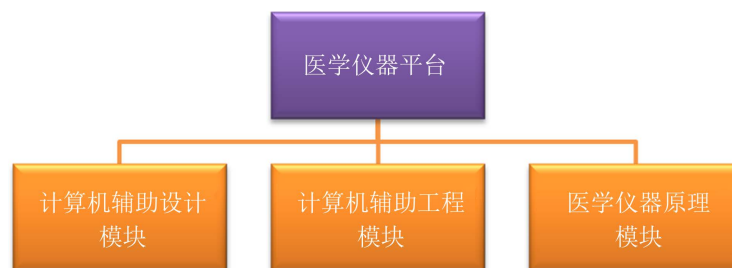 医学仪器平台
计算机辅助设计
模块
计算机辅助工程
模块
医学仪器原理
模块